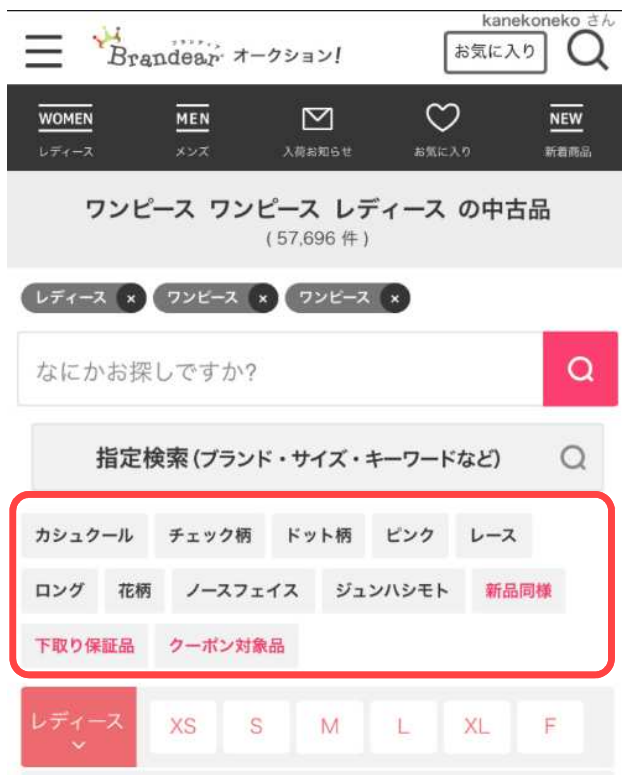 kanekoneko さん
ブランディア
Brandear オークション!
お気に入り
WOMEN MEN NEW
レディース メンズ 入荷お知らせ お気に入り 新着商品
ワンピース ワンピース レディース の中古品
( 57,696 件 )
レディース × ワンピース × ワンピース ×
なにかお探しですか?
指定検索 (ブランド・サイズ・キーワードなど)
カシュクール チェック柄 ドット柄 ピンク レース
ロング 花柄 ノースフェイス ジュンハシモト 新品同様
下取り保証品 クーポン対象品
レディース XS S M L XL F